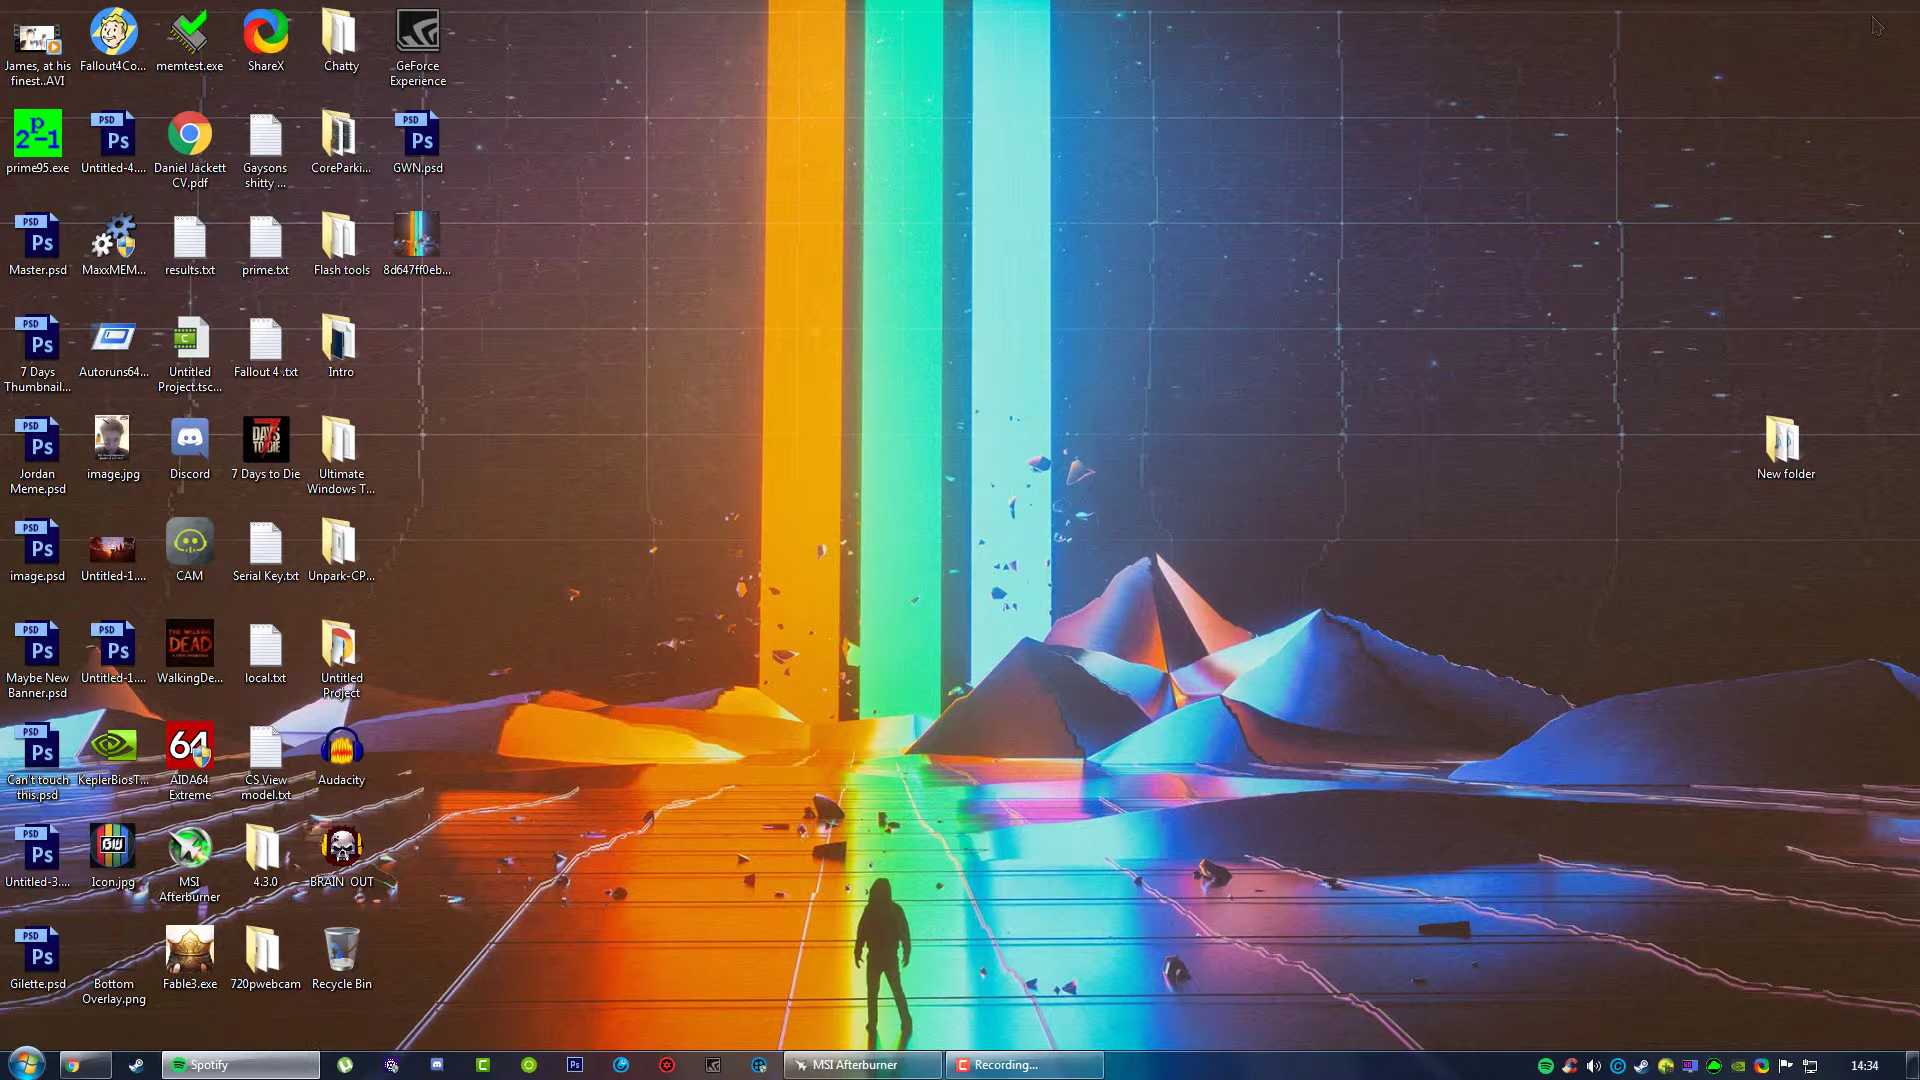 James, at his
finest..AVI
Fallout4Co...
memtest.exe
ShareX
Chatty
GeForce
Experience
prime95.exe
Untitled-4....
Daniel Jackett
CV.pdf
Gaysons
shitty ...
CoreParki...
GWN.psd
Master.psd
MaxxMEM...
results.txt
prime.txt
Flash tools
8d647ff0eb...
7 Days
Thumbnail...
Autoruns64...
Untitled
Project.tsc...
Fallout 4 .txt
Intro
Jordan
Meme.psd
image.jpg
Discord
7 Days to Die
Ultimate
Windows T...
New folder
image.psd
Untitled-1....
CAM
Serial Key.txt
Unpark-CP...
Maybe New
Banner.psd
Untitled-1....
WalkingDe...
local.txt
Untitled
Project
Can't touch
this.psd
KeplerBiosT...
AIDA64
Extreme
CS View
model.txt
Audacity
Untitled-3....
Icon.jpg
MSI
Afterburner
4.3.0
BRAIN OUT
Gilette.psd
Bottom
Overlay.png
Fable3.exe
720pwebcam
Recycle Bin
Spotify
MSI Afterburner
Recording...
14:34